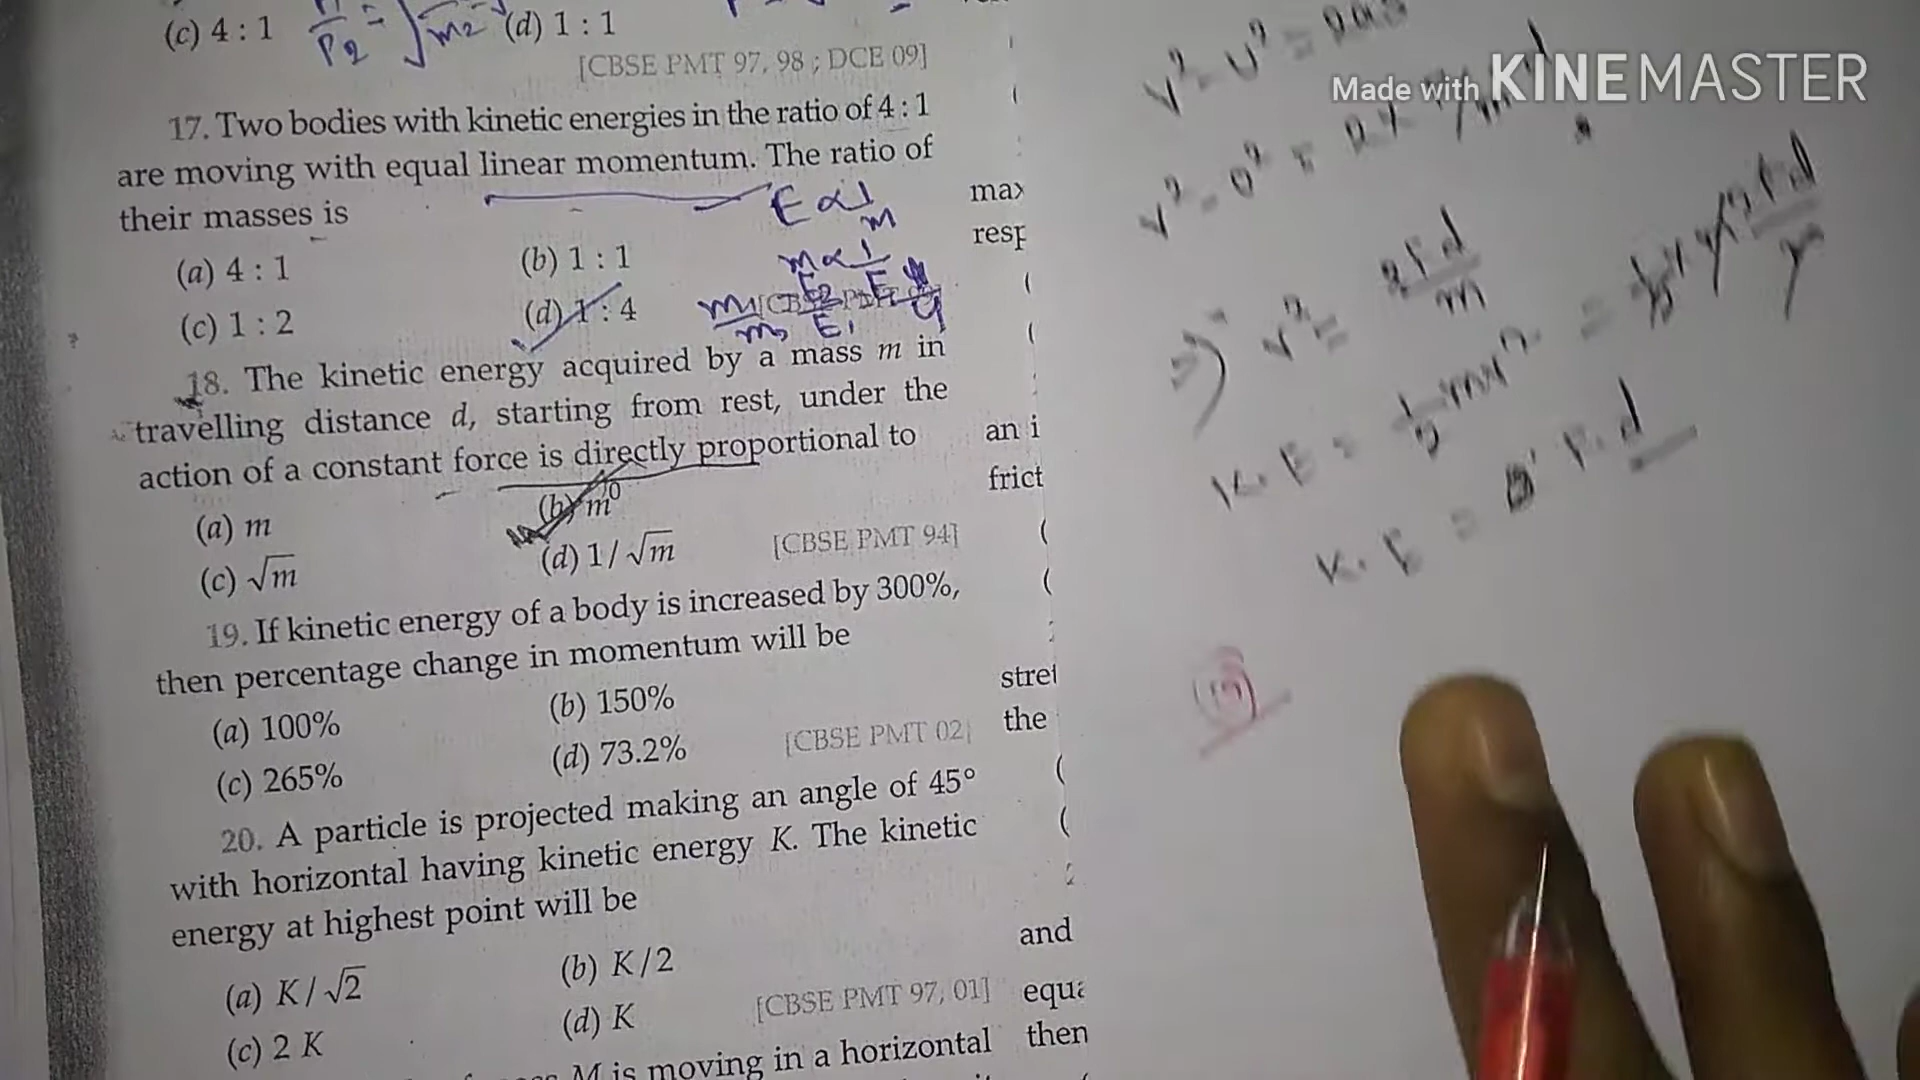 (c) 4 : 1 (d) 1 : 1
[CBSE PMT 97, 98 ; DCE 09]
17. Two bodies with kinetic energies in the ratio of 4 : 1
are moving with equal linear momentum. The ratio of
their masses is
E ∝ 1/m
(a) 4 : 1 (b) 1 : 1
m ∝ 1/E
(c) 1 : 2 (d) 1 : 4
18. The kinetic energy acquired by a mass m in
travelling distance d, starting from rest, under the
action of a constant force is directly proportional to
(a) m (b) m⁰
(c) √m (d) 1/√m [CBSE PMT 94]
19. If kinetic energy of a body is increased by 300%,
then percentage change in momentum will be
(a) 100% (b) 150%
(c) 265% (d) 73.2% [CBSE PMT 02]
20. A particle is projected making an angle of 45°
with horizontal having kinetic energy K. The kinetic
energy at highest point will be
(a) K/√2 (b) K/2
(c) 2 K (d) K [CBSE PMT 97, 01]
M is moving in a horizontal
max
resp
an i
frict
stret
the
and
equa
then
Made with KINEMASTER
K.E = ½mv²
K.E = F.d